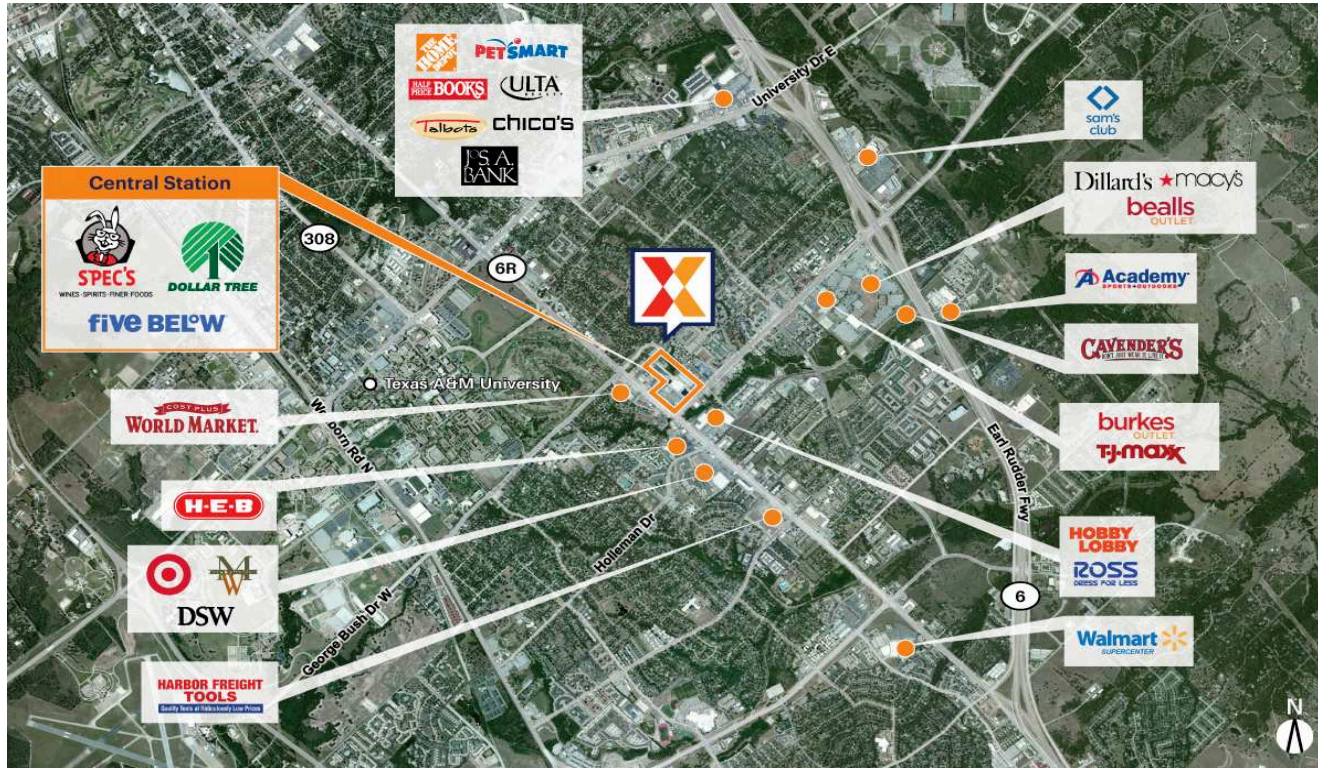 THE
HOME
DEPOT
PETSMART
HALF
PRICE BOOKS
ULTA
BEAUTY
Talbots
CHICO'S
JoS. A.
BANK
University Dr E
sam's
club
Dillard's
macy's
bealls
OUTLET
Academy
SPORTS+OUTDOORS
CAVENDER'S
burkes
OUTLET
T·J·maxx
HOBBY
LOBBY
ROSS
DRESS FOR LESS
Walmart
SUPERCENTER
Central Station
SPEC'S
WINES·SPIRITS·FINER FOODS
DOLLAR TREE
five BELOW
308
6R
Texas A&M University
COST PLUS
WORLD MARKET.
H-E-B
MW
DSW
HARBOR FREIGHT
TOOLS
Quality Tools at Ridiculously Low Prices
Holleman Dr
George Bush Dr W
Earl Rudder Fwy
6
N